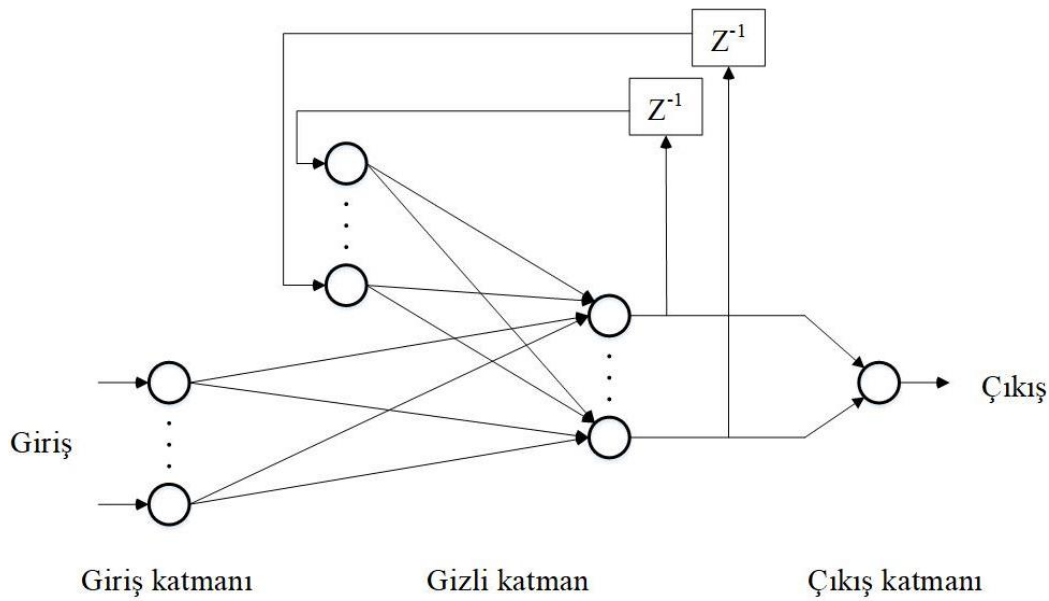 Z⁻¹
Z⁻¹
Giriş
Çıkış
Giriş katmanı
Gizli katman
Çıkış katmanı